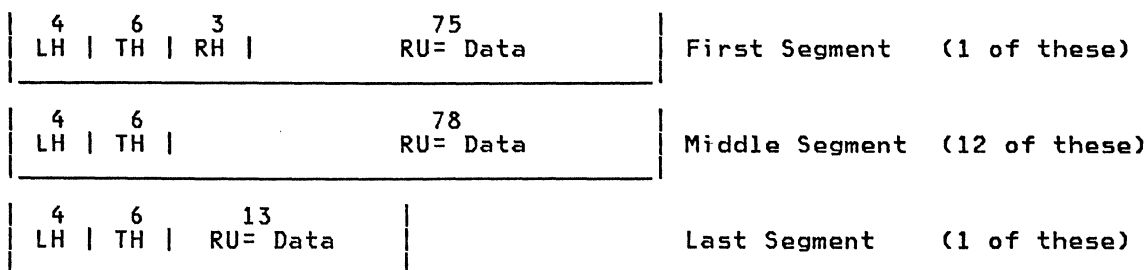 4 6 3 75
LH | TH | RH | RU= Data First Segment (1 of these)
4 6 78
LH | TH | RU= Data Middle Segment (12 of these)
4 6 13
LH | TH | RU= Data Last Segment (1 of these)